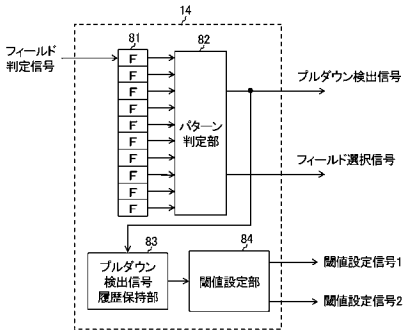 14
フィールド
判定信号
81
82
F
F
F
F
F
F
F
F
F
F
パターン
判定部
プルダウン検出信号
フィールド選択信号
83
プルダウン
検出信号
履歴保持部
84
閾値設定部
閾値設定信号1
閾値設定信号2